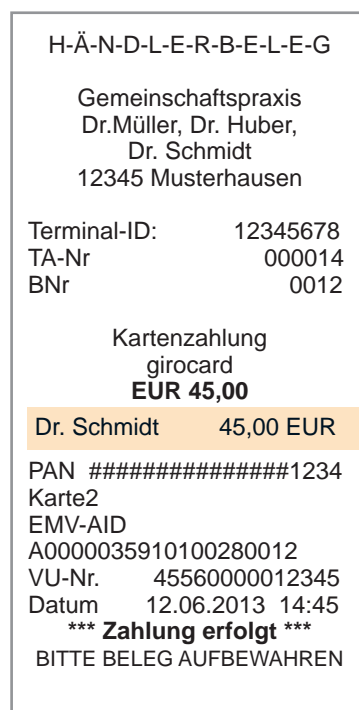 H-Ä-N-D-L-E-R-B-E-L-E-G
Gemeinschaftspraxis
Dr.Müller, Dr. Huber,
Dr. Schmidt
12345 Musterhausen
Terminal-ID: 12345678
TA-Nr 000014
BNr 0012
Kartenzahlung
girocard
EUR 45,00
Dr. Schmidt 45,00 EUR
PAN ###############1234
Karte2
EMV-AID
A0000035910100280012
VU-Nr. 45560000012345
Datum 12.06.2013 14:45
*** Zahlung erfolgt ***
BITTE BELEG AUFBEWAHREN